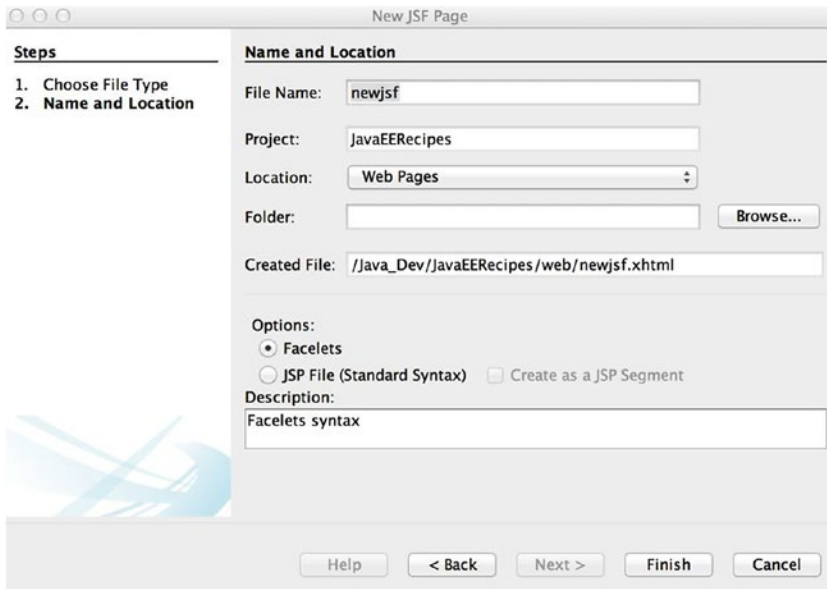 New JSF Page
Steps
1. Choose File Type
2. Name and Location
Name and Location
File Name: newjsf
Project: JavaEERecipes
Location: Web Pages
Folder: Browse...
Created File: /Java_Dev/JavaEERecipes/web/newjsf.xhtml
Options:
Facelets
JSP File (Standard Syntax) Create as a JSP Segment
Description:
Facelets syntax
Help < Back Next > Finish Cancel